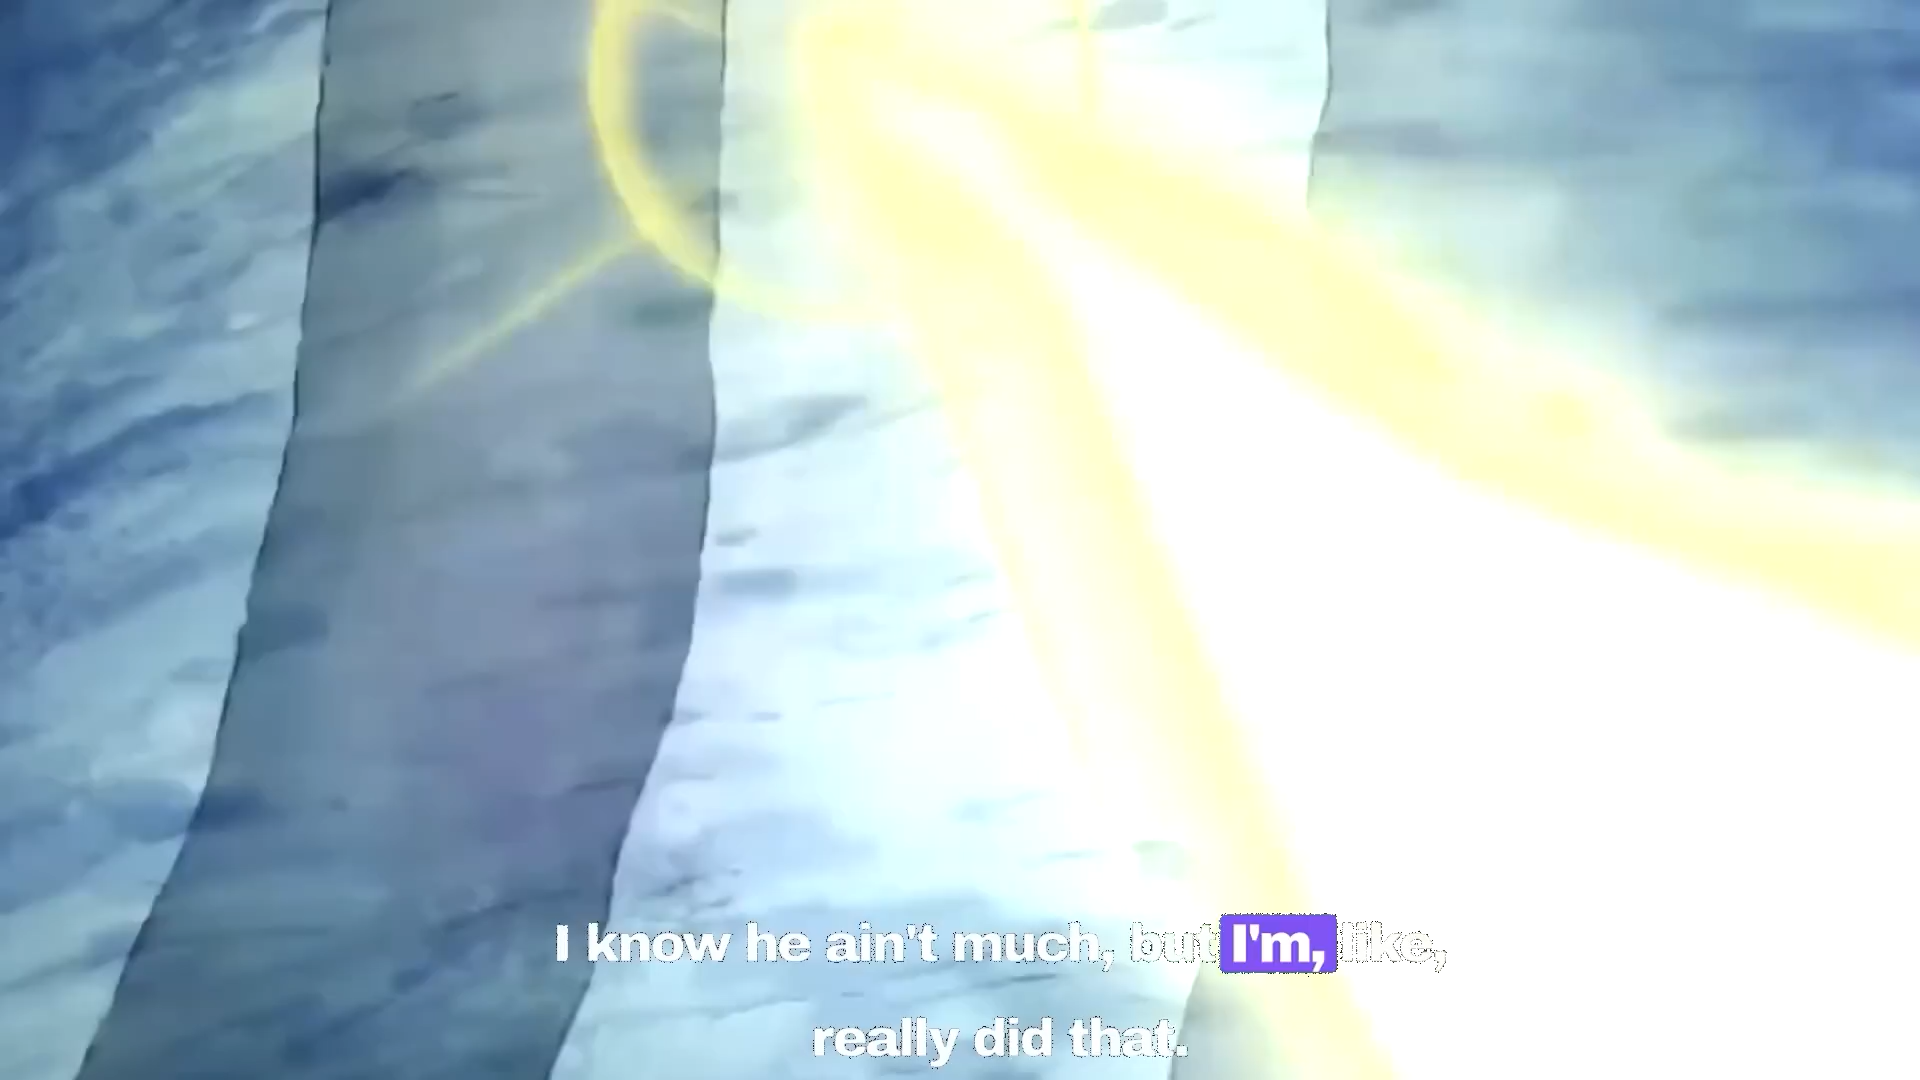 I know he ain't much, but I'm, like,
really did that.